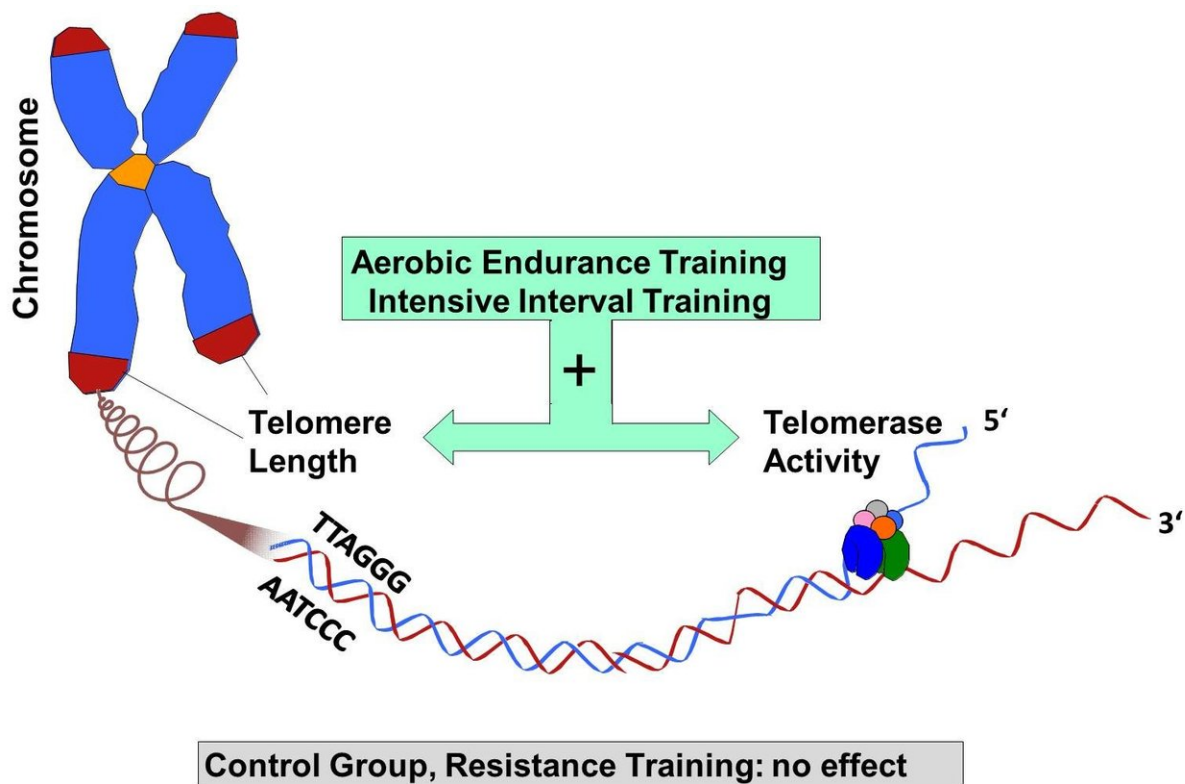 Chromosome
Aerobic Endurance Training
Intensive Interval Training
+
Telomere
Length
Telomerase
Activity
5‘
3‘
TTAGGG
AATCCC
Control Group, Resistance Training: no effect